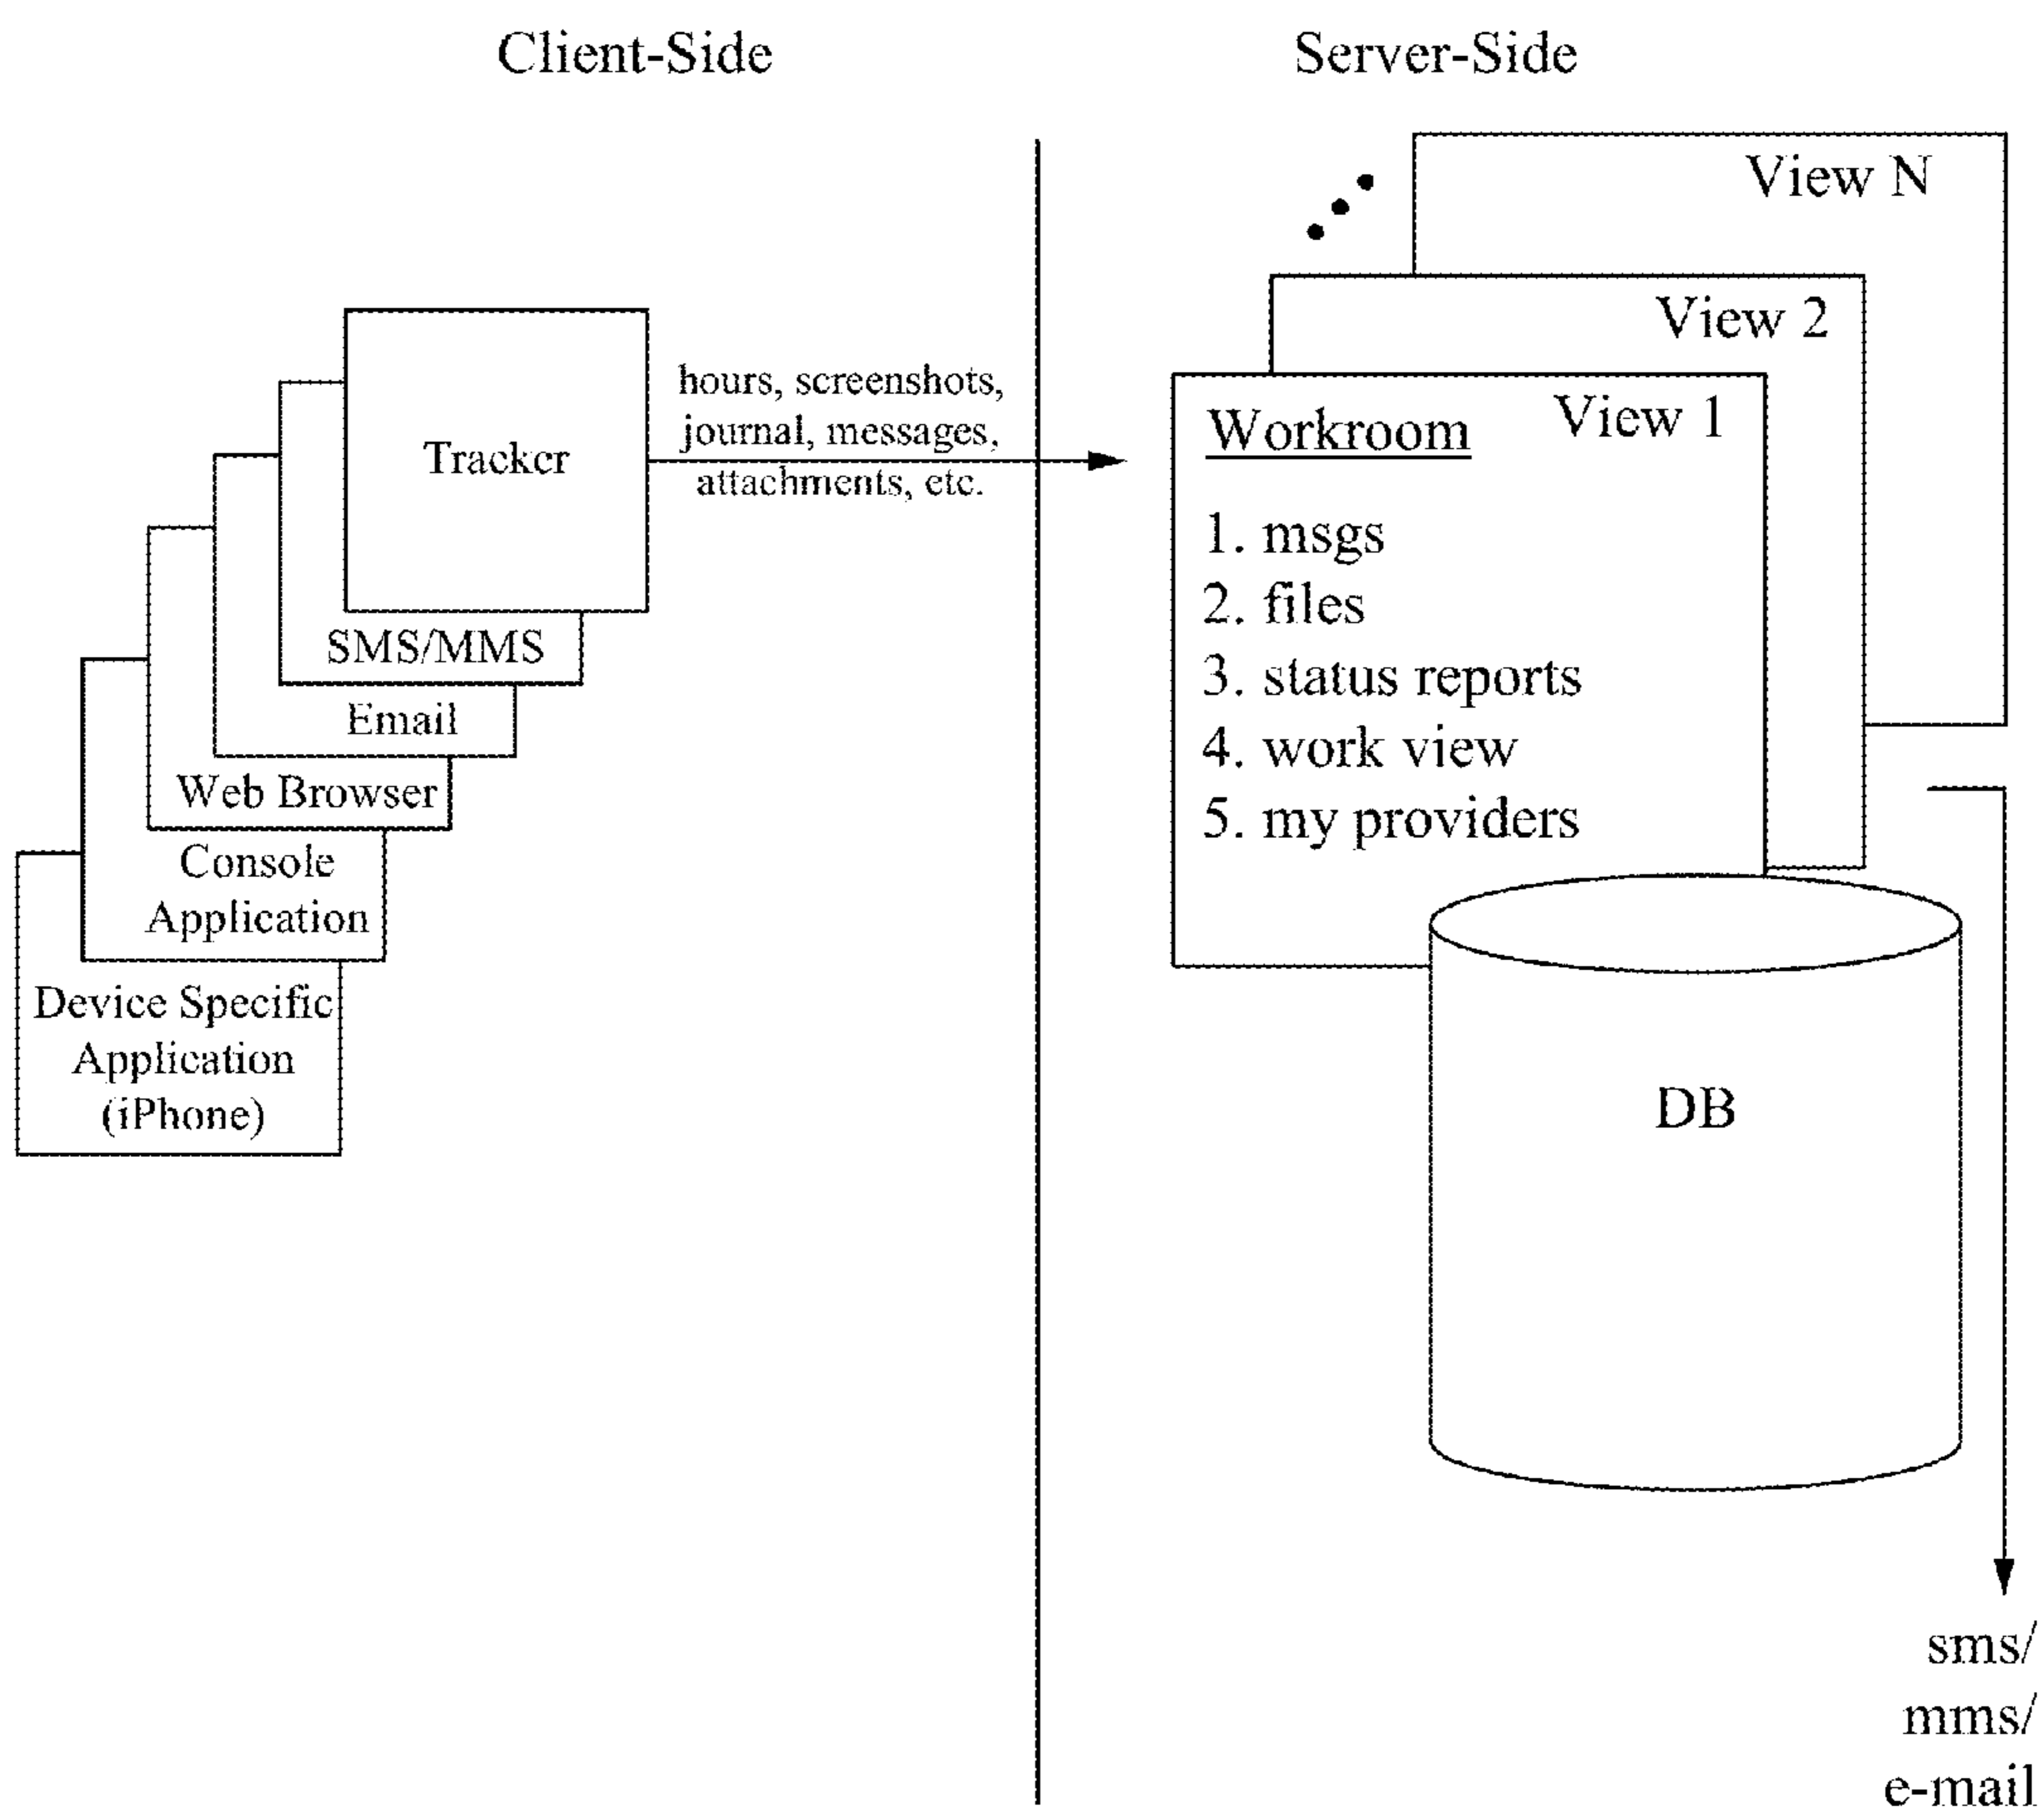 Client-Side
Server-Side
Tracker
hours, screenshots,
journal, messages,
attachments, etc.
SMS/MMS
Email
Web Browser
Console
Application
Device Specific
Application
(iPhone)
View N
View 2
View 1
Workroom
1. msgs
2. files
3. status reports
4. work view
5. my providers
DB
sms/
mms/
e-mail